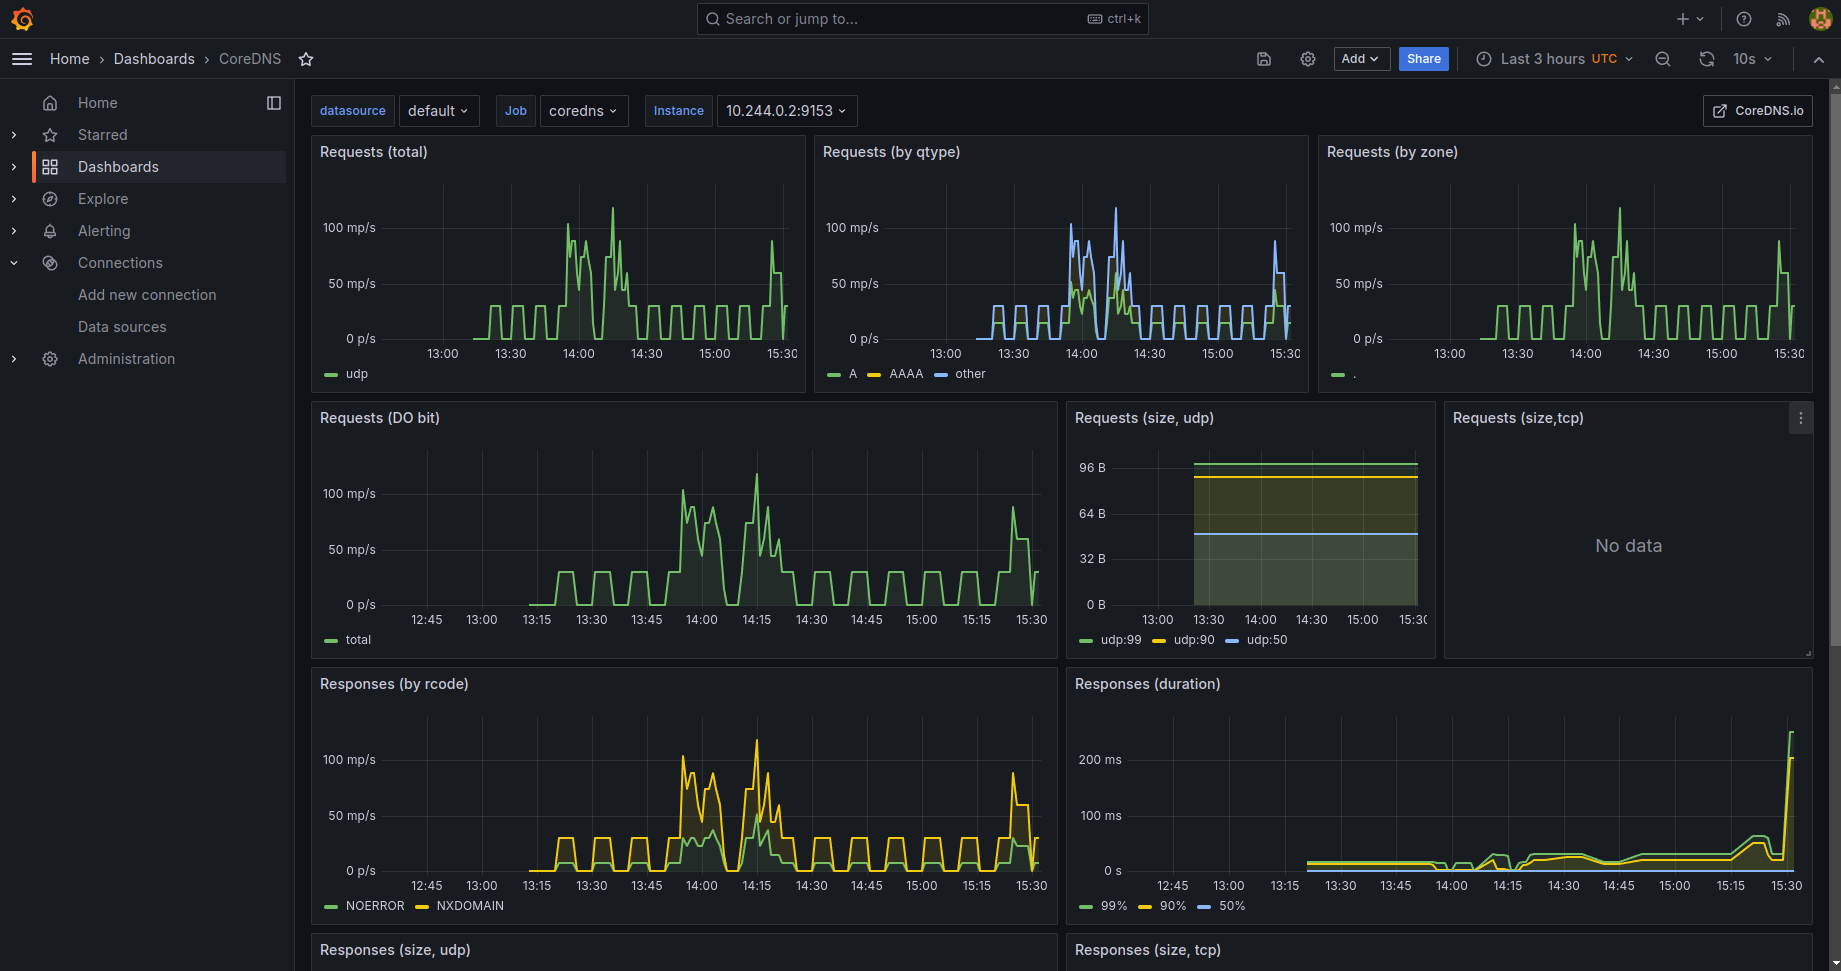 Search or jump to... ctrl+k
Home › Dashboards › CoreDNS
Add Share Last 3 hours UTC 10s
Home
Starred
Dashboards
Explore
Alerting
Connections
Add new connection
Data sources
Administration
datasource default Job coredns Instance 10.244.0.2:9153 CoreDNS.io
Requests (total)
100 mp/s
50 mp/s
0 p/s
13:00 13:30 14:00 14:30 15:00 15:30
udp
Requests (by qtype)
100 mp/s
50 mp/s
0 p/s
13:00 13:30 14:00 14:30 15:00 15:30
A AAAA other
Requests (by zone)
100 mp/s
50 mp/s
0 p/s
13:00 13:30 14:00 14:30 15:00 15:30
.
Requests (DO bit)
100 mp/s
50 mp/s
0 p/s
12:45 13:00 13:15 13:30 13:45 14:00 14:15 14:30 14:45 15:00 15:15 15:30
total
Requests (size, udp)
96 B
64 B
32 B
0 B
13:00 13:30 14:00 14:30 15:00 15:30
udp:99 udp:90 udp:50
Requests (size,tcp)
No data
Responses (by rcode)
100 mp/s
50 mp/s
0 p/s
12:45 13:00 13:15 13:30 13:45 14:00 14:15 14:30 14:45 15:00 15:15 15:30
NOERROR NXDOMAIN
Responses (duration)
200 ms
100 ms
0 s
12:45 13:00 13:15 13:30 13:45 14:00 14:15 14:30 14:45 15:00 15:15 15:30
99% 90% 50%
Responses (size, udp)
Responses (size, tcp)